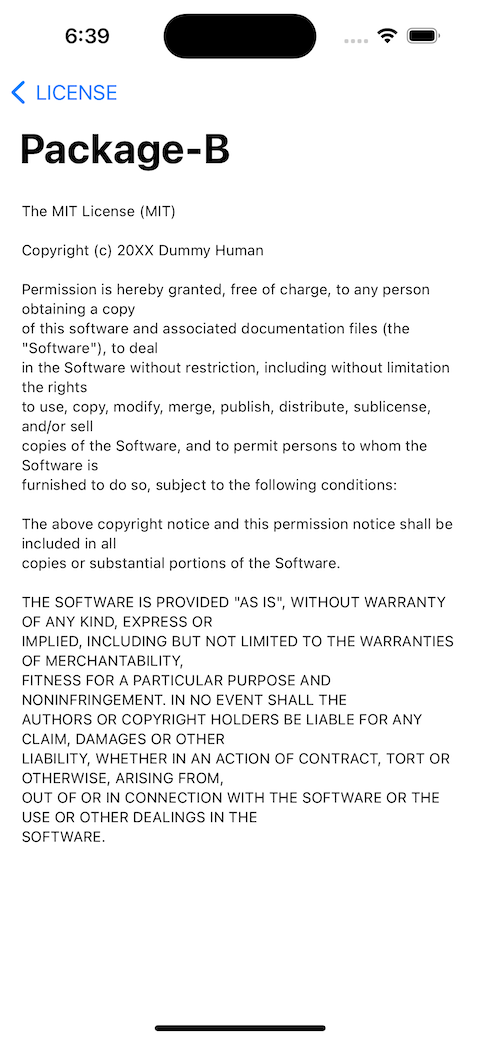 6:39
LICENSE
Package-B
The MIT License (MIT)
Copyright (c) 20XX Dummy Human
Permission is hereby granted, free of charge, to any person
obtaining a copy
of this software and associated documentation files (the
"Software"), to deal
in the Software without restriction, including without limitation
the rights
to use, copy, modify, merge, publish, distribute, sublicense,
and/or sell
copies of the Software, and to permit persons to whom the
Software is
furnished to do so, subject to the following conditions:
The above copyright notice and this permission notice shall be
included in all
copies or substantial portions of the Software.
THE SOFTWARE IS PROVIDED "AS IS", WITHOUT WARRANTY
OF ANY KIND, EXPRESS OR
IMPLIED, INCLUDING BUT NOT LIMITED TO THE WARRANTIES
OF MERCHANTABILITY,
FITNESS FOR A PARTICULAR PURPOSE AND
NONINFRINGEMENT. IN NO EVENT SHALL THE
AUTHORS OR COPYRIGHT HOLDERS BE LIABLE FOR ANY
CLAIM, DAMAGES OR OTHER
LIABILITY, WHETHER IN AN ACTION OF CONTRACT, TORT OR
OTHERWISE, ARISING FROM,
OUT OF OR IN CONNECTION WITH THE SOFTWARE OR THE
USE OR OTHER DEALINGS IN THE
SOFTWARE.